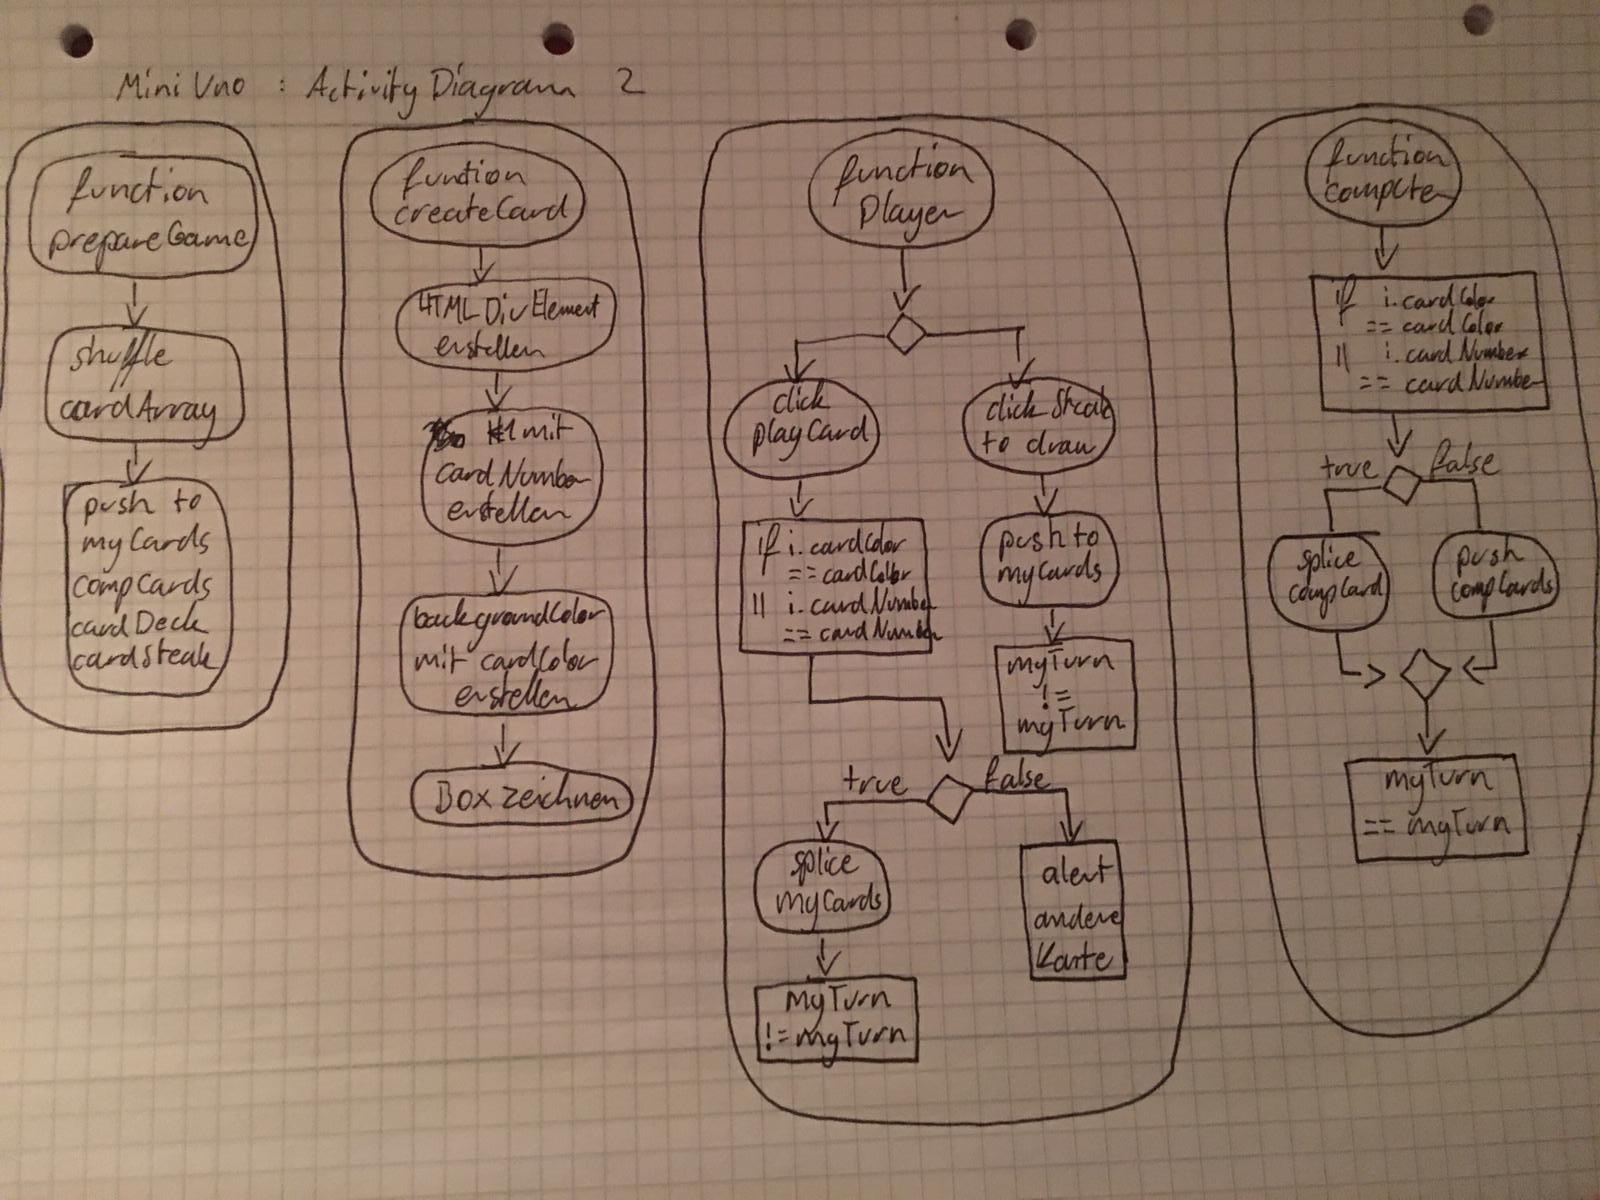 Mini Uno : Activity Diagram 2
function
prepareGame
shuffle
cardArray
push to
myCards
compCards
cardDeck
cardSteak
function
createCard
HTMLDivElement
erstellen
H1 mit
cardNumber
erstellen
backgroundColor
mit cardColor
erstellen
Box zeichnen
function
player
click
playCard
if i.cardColor
== cardColor
|| i.cardNumber
== cardNumber
click Steak
to draw
push to
myCards
myTurn
!=
myTurn
true
false
splice
myCards
myTurn
!= myTurn
alert
andere
Karte
function
computer
if i.cardColor
== cardColor
|| i.cardNumber
== cardNumber
true
false
splice
compCard
push
compCards
myTurn
== myTurn